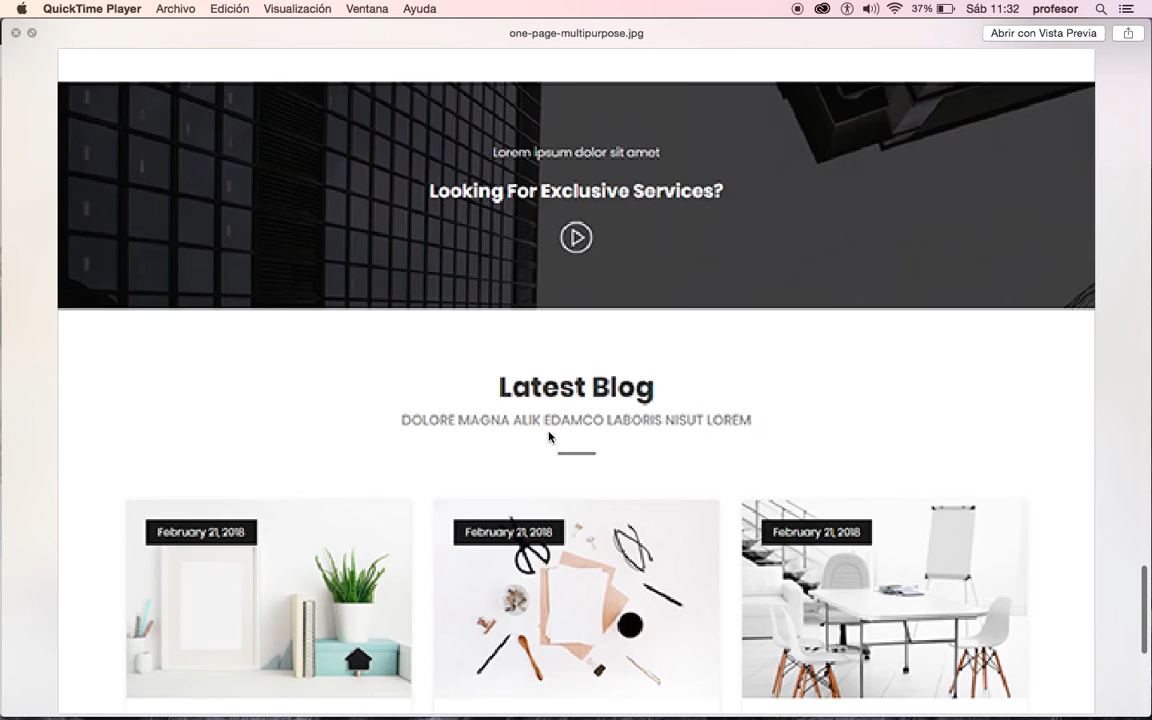 QuickTime Player Archivo Edición Visualización Ventana Ayuda 37% Sáb 11:32 profesor
one-page-multipurpose.jpg Abrir con Vista Previa
Lorem ipsum dolor sit amet
Looking For Exclusive Services?
Latest Blog
DOLORE MAGNA ALIK EDAMCO LABORIS NISUT LOREM
February 21, 2018 February 21, 2018 February 21, 2018